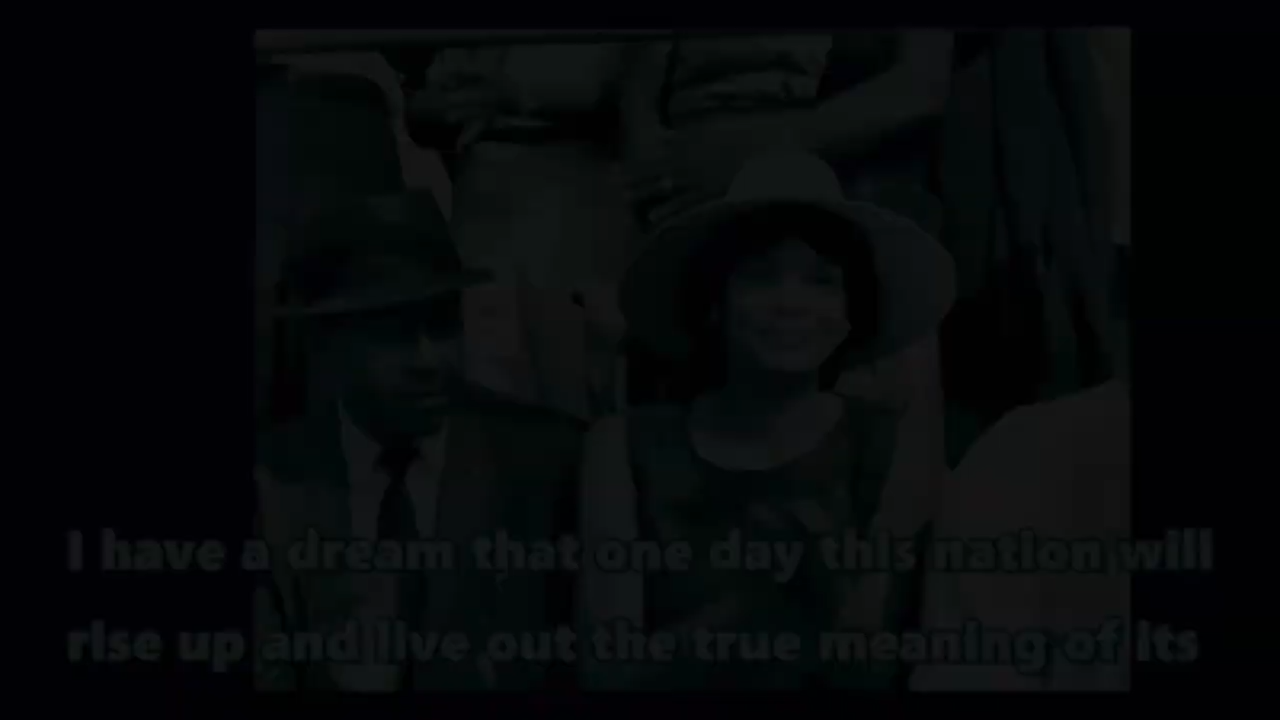 I have a dream that one day this nation will
rise up and live out the true meaning of its